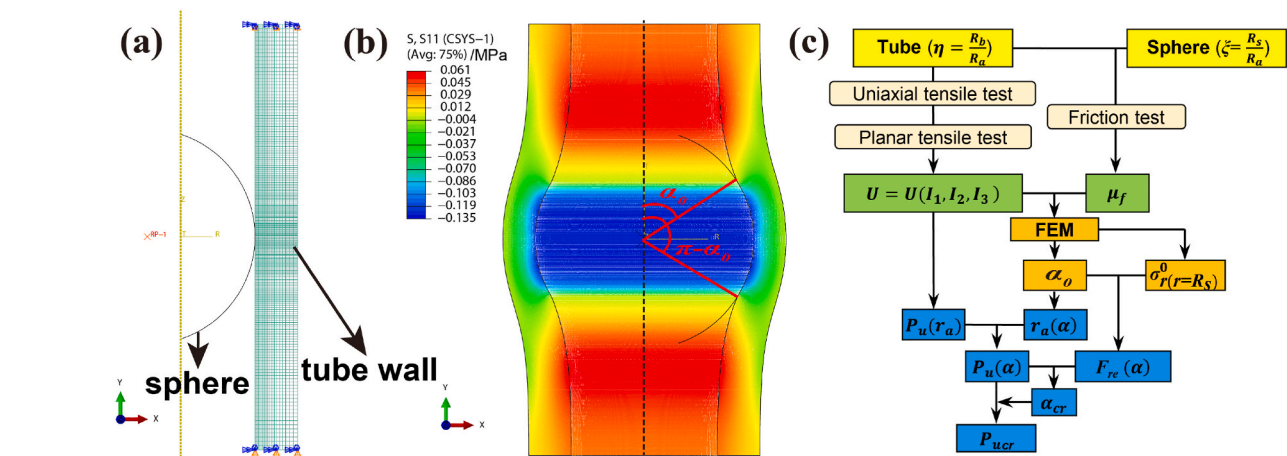 (a)
Z
RP-1
T
R
sphere
tube wall
Y
X
(b)
S, S11 (CSYS-1)
(Avg: 75%) /MPa
0.061
0.045
0.029
0.012
-0.004
-0.021
-0.037
-0.053
-0.070
-0.086
-0.103
-0.119
-0.135
α_o
R
π-α_o
Y
X
(c)
Tube (η = R_b/R_a)
Sphere (ξ= R_s/R_a)
Uniaxial tensile test
Planar tensile test
Friction test
U = U(I_1, I_2, I_3)
μ_f
FEM
α_o
σ^0_{r(r=R_S)}
P_u(r_a)
r_a(α)
P_u(α)
F_re(α)
α_cr
P_ucr